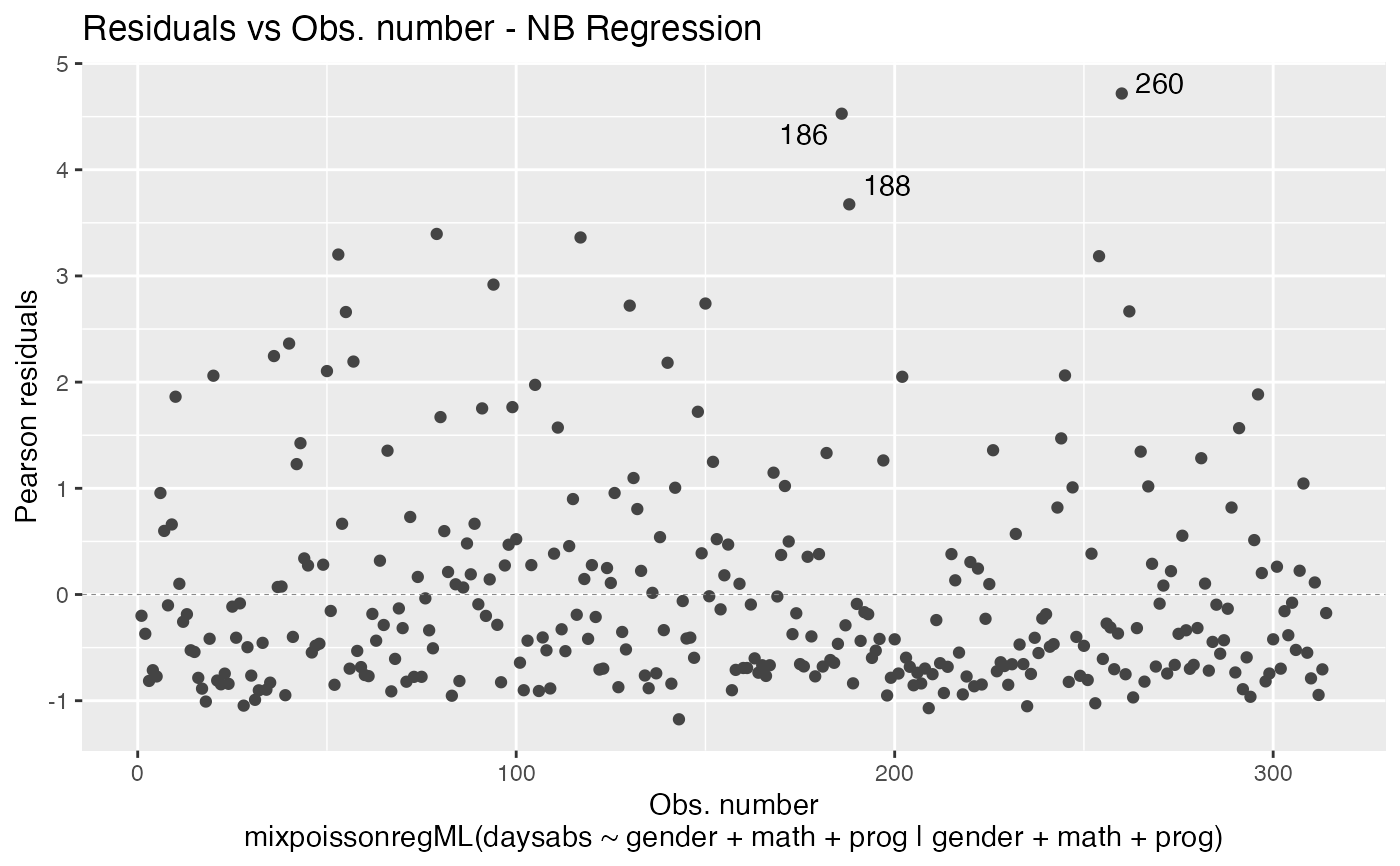 Residuals vs Obs. number - NB Regression
Pearson residuals
5
4
3
2
1
0
-1
260
186
188
0 100 200 300
Obs. number
mixpoissonregML(daysabs ~ gender + math + prog | gender + math + prog)